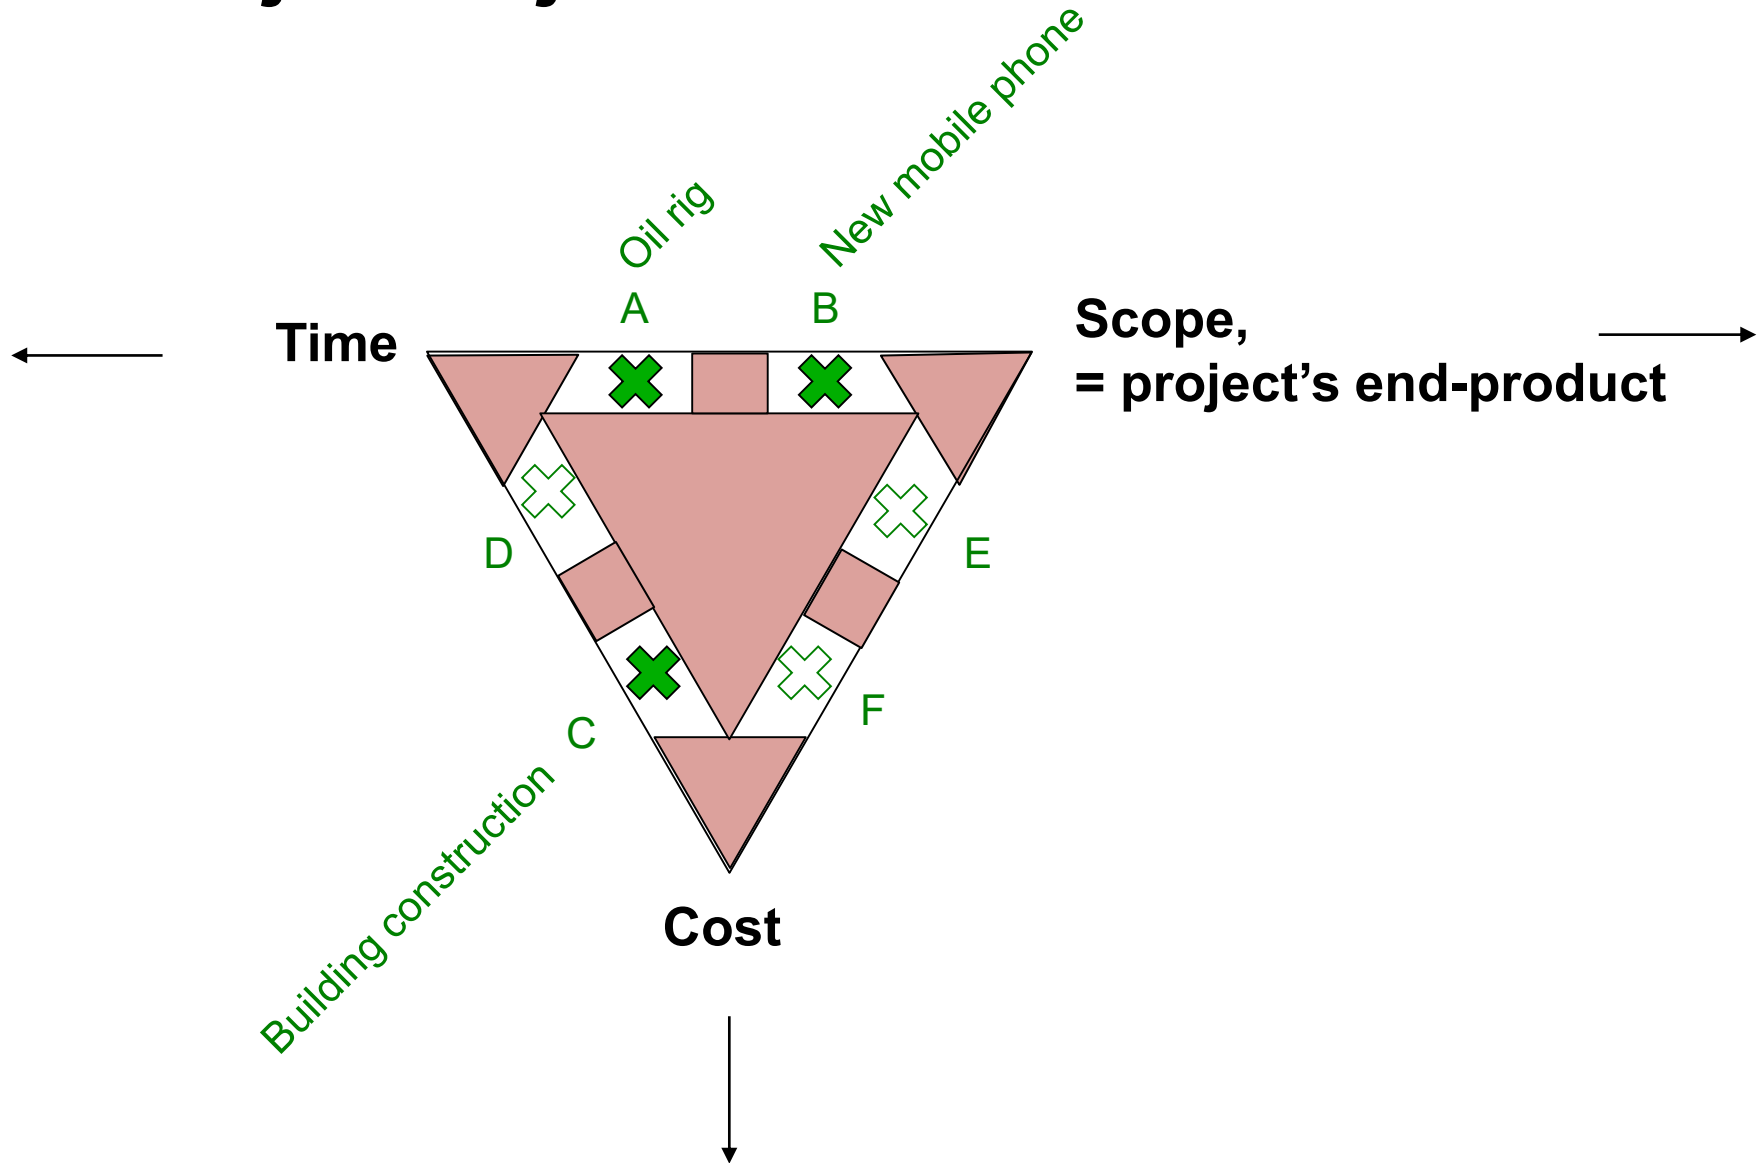 New mobile phone
Oil rig
A
B
Time
Scope,
= project’s end-product
D
E
C
F
Building construction
Cost